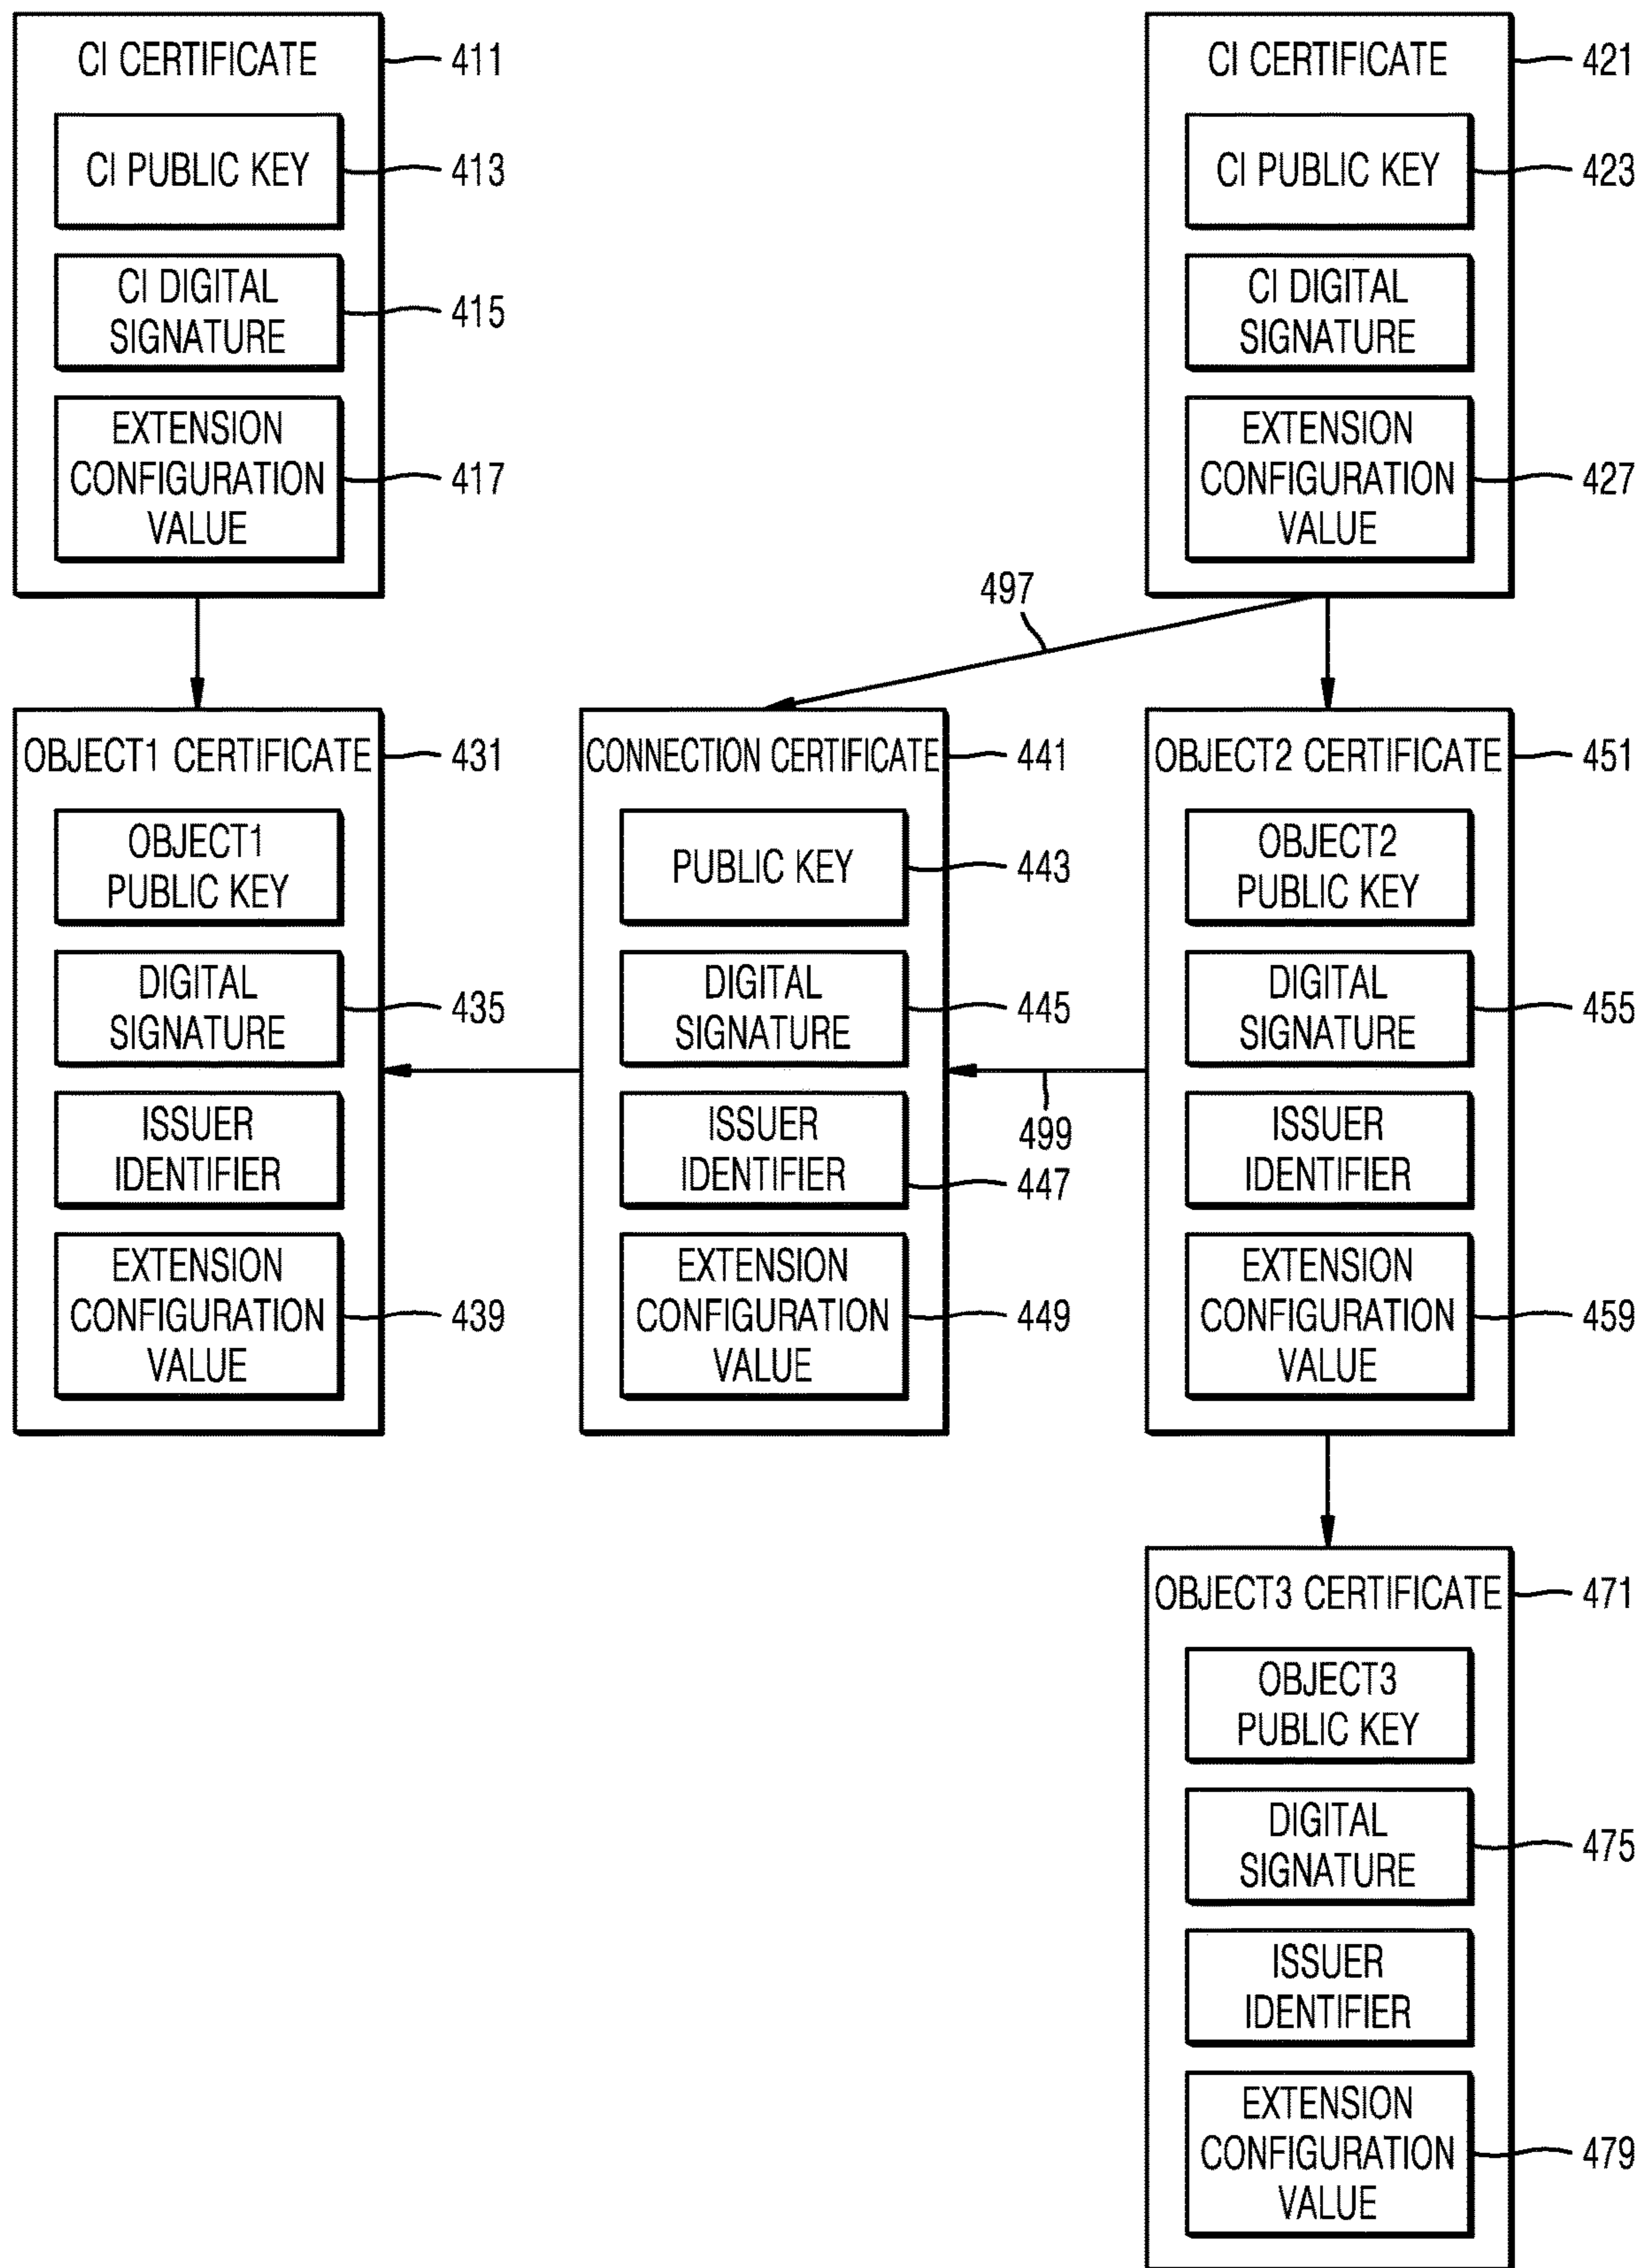 CI CERTIFICATE
411
CI PUBLIC KEY
413
CI DIGITAL
SIGNATURE
415
EXTENSION
CONFIGURATION
VALUE
417
CI CERTIFICATE
421
CI PUBLIC KEY
423
CI DIGITAL
SIGNATURE
EXTENSION
CONFIGURATION
VALUE
427
497
OBJECT1 CERTIFICATE
431
OBJECT1
PUBLIC KEY
DIGITAL
SIGNATURE
435
ISSUER
IDENTIFIER
EXTENSION
CONFIGURATION
VALUE
439
CONNECTION CERTIFICATE
441
PUBLIC KEY
443
DIGITAL
SIGNATURE
445
ISSUER
IDENTIFIER
447
EXTENSION
CONFIGURATION
VALUE
449
499
OBJECT2 CERTIFICATE
451
OBJECT2
PUBLIC KEY
DIGITAL
SIGNATURE
455
ISSUER
IDENTIFIER
EXTENSION
CONFIGURATION
VALUE
459
OBJECT3 CERTIFICATE
471
OBJECT3
PUBLIC KEY
DIGITAL
SIGNATURE
475
ISSUER
IDENTIFIER
EXTENSION
CONFIGURATION
VALUE
479